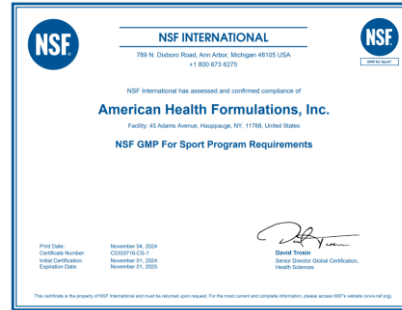 NSF.
NSF INTERNATIONAL
NSF.
789 N. Dixboro Road, Ann Arbor, Michigan 48105 USA
+1 800 673 6275
GMP for Sport
NSF International has assessed and confirmed compliance of
American Health Formulations, Inc.
Facility: 45 Adams Avenue, Hauppauge, NY, 11788, United States
NSF GMP For Sport Program Requirements
Print Date: November 04, 2024
Certificate Number: C0320716-CS-1
Initial Certification: November 01, 2024
Expiration Date: November 01, 2025
David Trosin
Senior Director Global Certification,
Health Sciences
This certificate is the property of NSF International and must be returned upon request. For the most current and complete information, please access NSF's website (www.nsf.org).